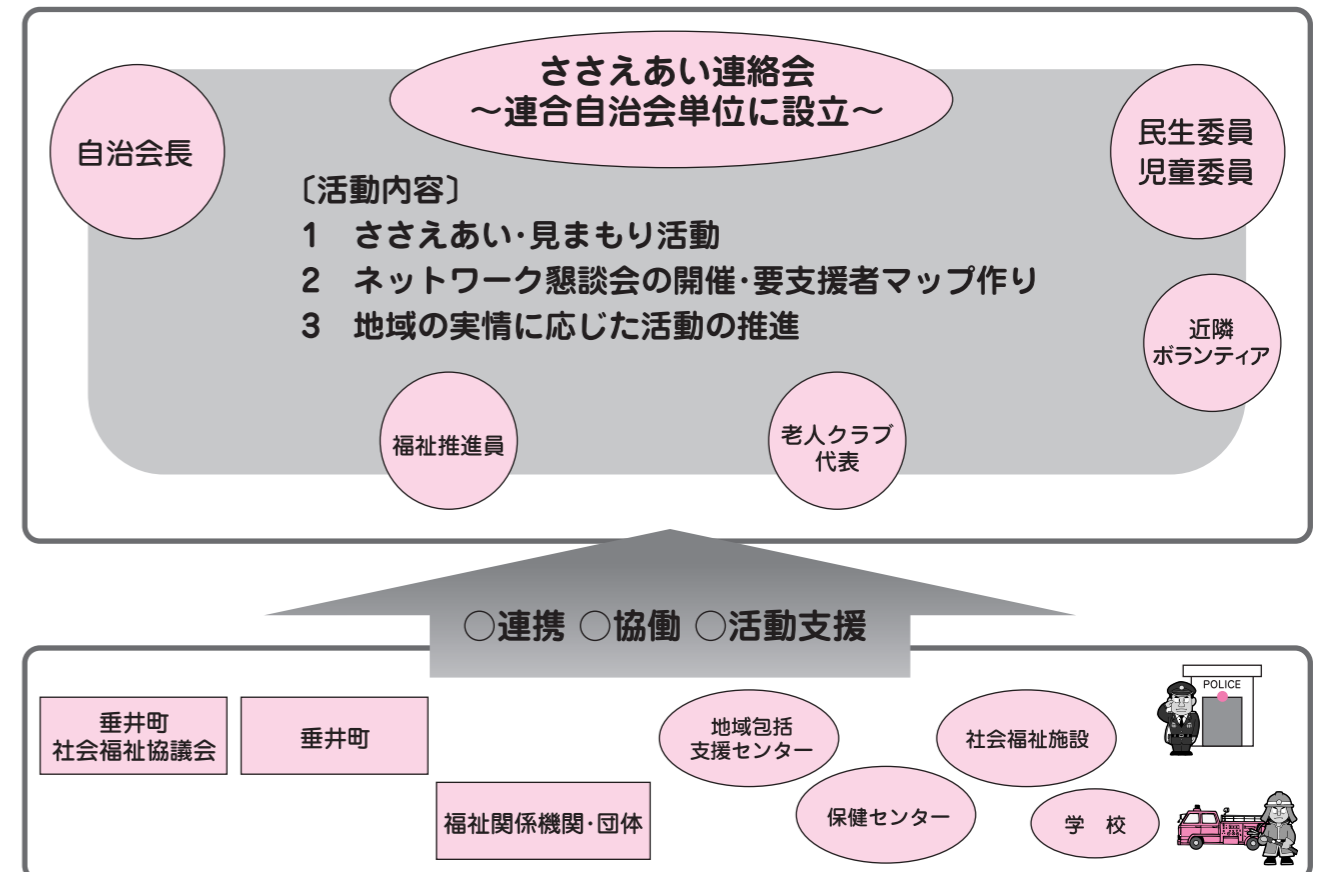 ささえあい連絡会
～連合自治会単位に設立～
自治会長
民生委員
児童委員
〔活動内容〕
1　ささえあい･見まもり活動
2　ネットワーク懇談会の開催･要支援者マップ作り
3　地域の実情に応じた活動の推進
近隣
ボランティア
福祉推進員
老人クラブ
代表
○連携 ○協働 ○活動支援
垂井町
社会福祉協議会
垂井町
福祉関係機関･団体
地域包括
支援センター
保健センター
社会福祉施設
学　校
POLICE